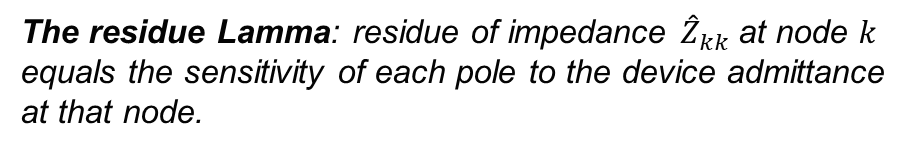 The residue Lamma: residue of impedance Ẑₖₖ at node k
equals the sensitivity of each pole to the device admittance
at that node.